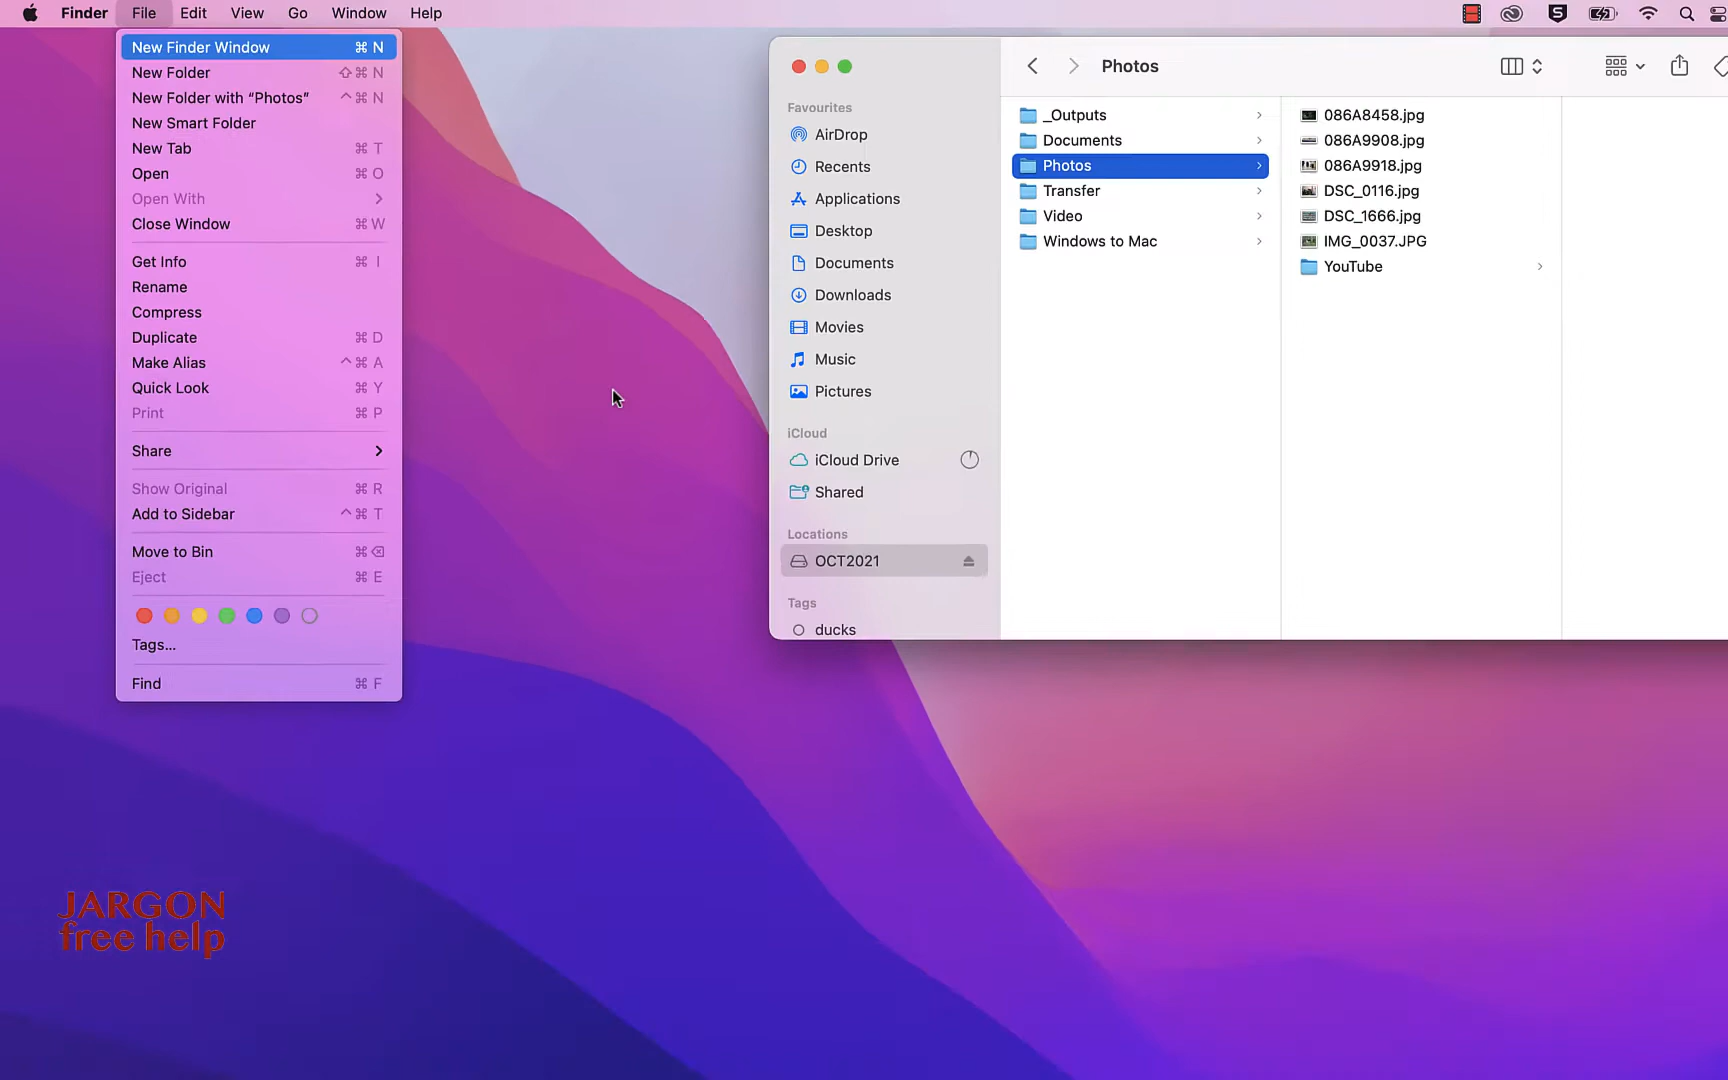 Finder File Edit View Go Window Help
New Finder Window ⌘ N
New Folder ⇧⌘ N
New Folder with “Photos” ^⌘ N
New Smart Folder
New Tab ⌘ T
Open ⌘ O
Open With
Close Window ⌘ W
Get Info ⌘ I
Rename
Compress
Duplicate ⌘ D
Make Alias ^⌘ A
Quick Look ⌘ Y
Print ⌘ P
Share
Show Original ⌘ R
Add to Sidebar ^⌘ T
Move to Bin ⌘⌫
Eject ⌘ E
Tags...
Find ⌘ F
Photos
Favourites
AirDrop
Recents
Applications
Desktop
Documents
Downloads
Movies
Music
Pictures
iCloud
iCloud Drive
Shared
Locations
OCT2021
Tags
ducks
_Outputs
Documents
Photos
Transfer
Video
Windows to Mac
086A8458.jpg
086A9908.jpg
086A9918.jpg
DSC_0116.jpg
DSC_1666.jpg
IMG_0037.JPG
YouTube
JARGON
free help